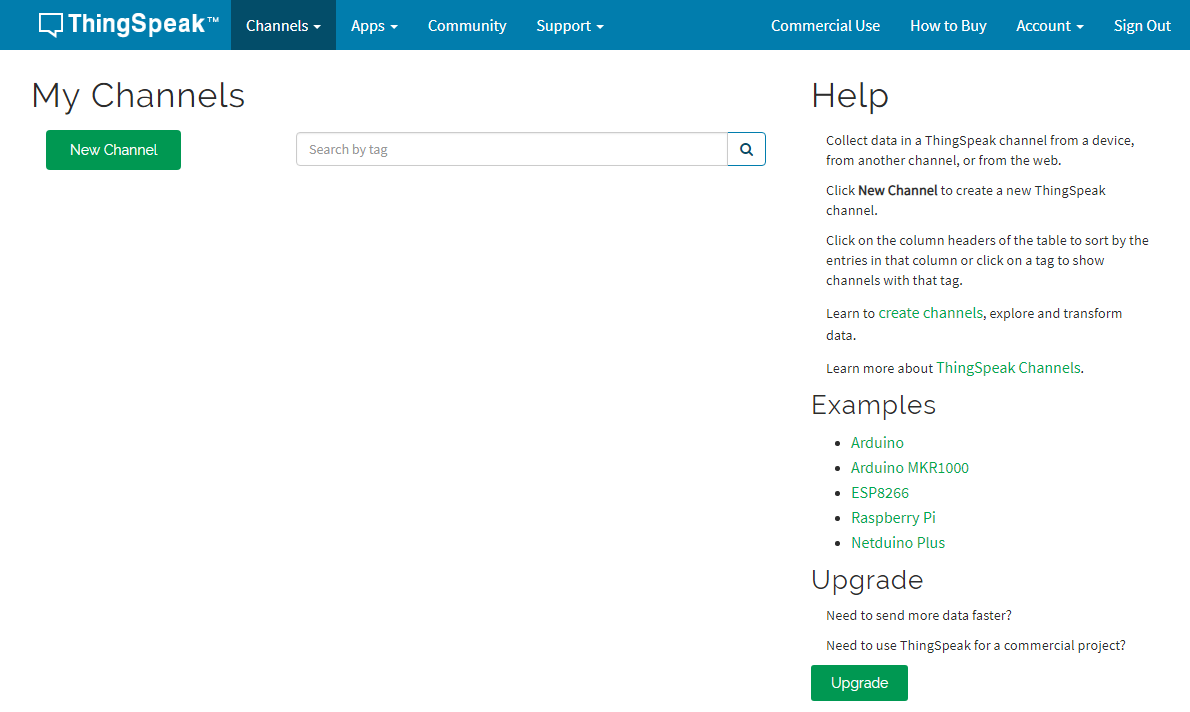 ThingSpeak™ Channels Apps Community Support Commercial Use How to Buy Account Sign Out
My Channels
New Channel
Search by tag
Help
Collect data in a ThingSpeak channel from a device,
from another channel, or from the web.
Click New Channel to create a new ThingSpeak
channel.
Click on the column headers of the table to sort by the
entries in that column or click on a tag to show
channels with that tag.
Learn to create channels, explore and transform
data.
Learn more about ThingSpeak Channels.
Examples
Arduino
Arduino MKR1000
ESP8266
Raspberry Pi
Netduino Plus
Upgrade
Need to send more data faster?
Need to use ThingSpeak for a commercial project?
Upgrade